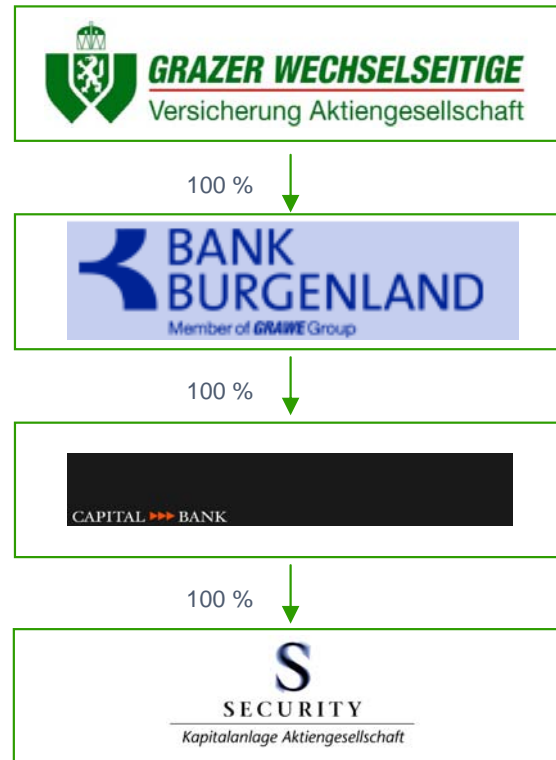 GRAZER WECHSELSEITIGE
Versicherung Aktiengesellschaft
100 %
BANK
BURGENLAND
Member of GRAWE Group
100 %
CAPITAL BANK
100 %
S
SECURITY
Kapitalanlage Aktiengesellschaft